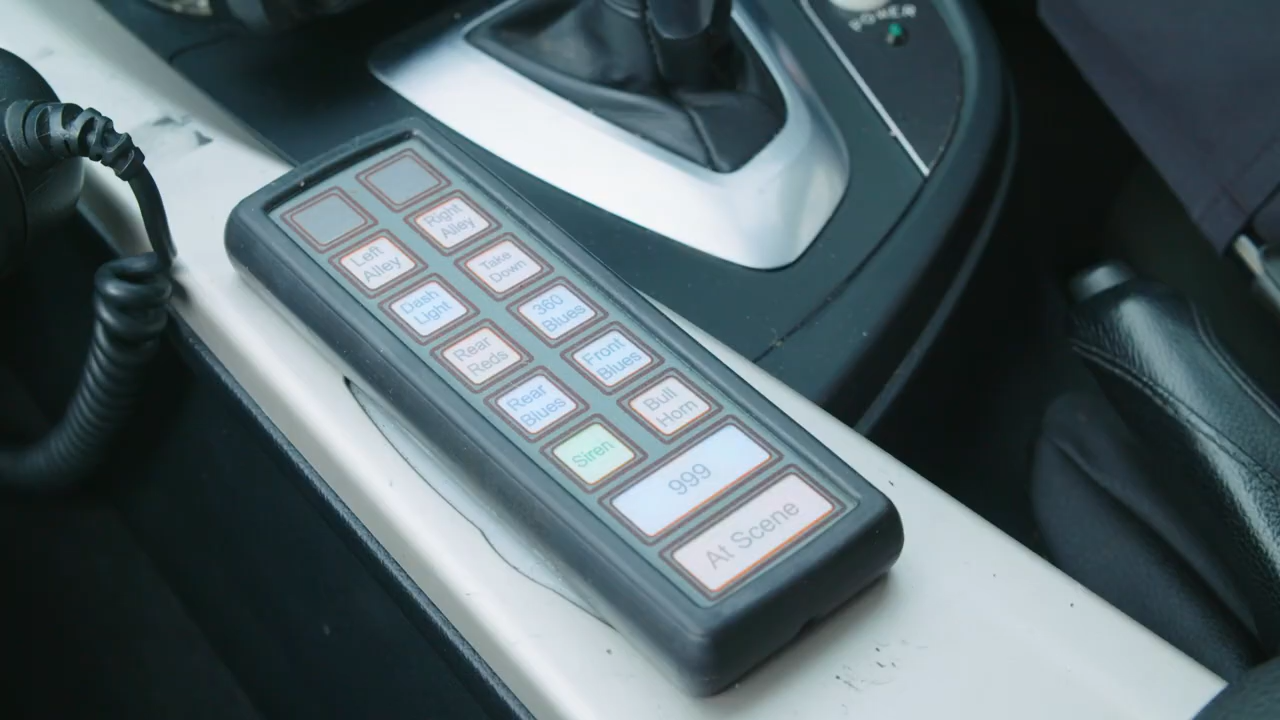 POWER
Right
Alley
Left
Alley
Take
Down
Dash
Light
360
Blues
Rear
Reds
Front
Blues
Rear
Blues
Bull
Horn
Siren
999
At Scene